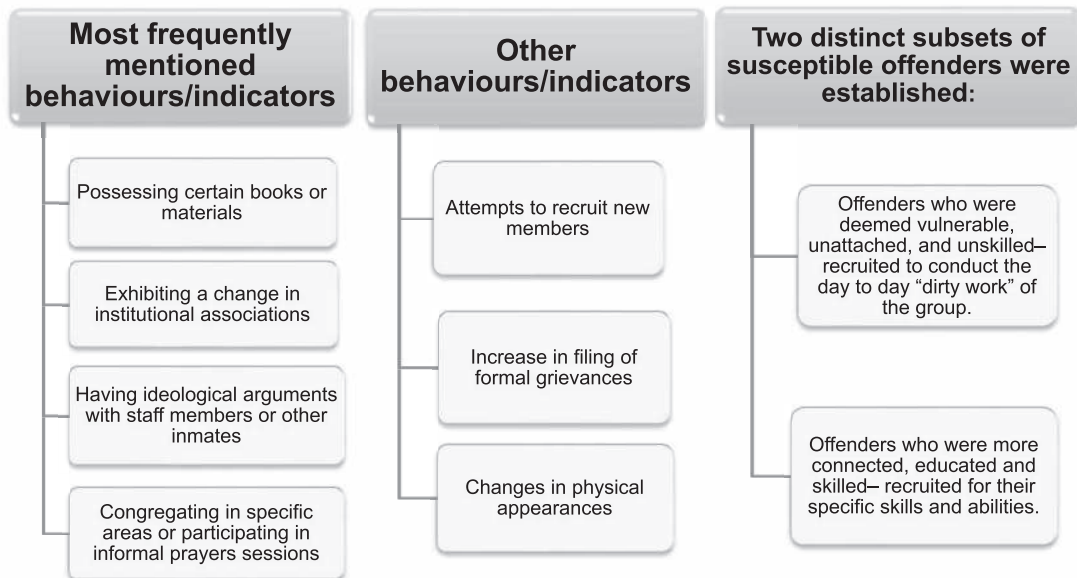 Most frequently
mentioned
behaviours/indicators
Possessing certain books or
materials
Exhibiting a change in
institutional associations
Having ideological arguments
with staff members or other
inmates
Congregating in specific
areas or participating in
informal prayers sessions
Other
behaviours/indicators
Attempts to recruit new
members
Increase in filing of
formal grievances
Changes in physical
appearances
Two distinct subsets of
susceptible offenders were
established:
Offenders who were
deemed vulnerable,
unattached, and unskilled–
recruited to conduct the
day to day “dirty work” of
the group.
Offenders who were more
connected, educated and
skilled– recruited for their
specific skills and abilities.